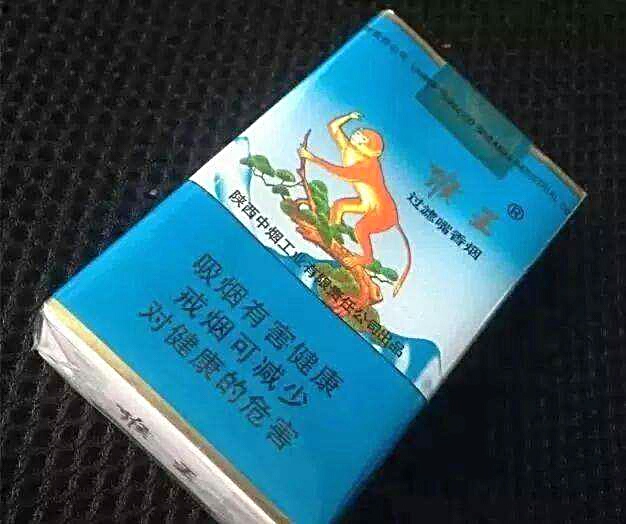 猴王®
过滤嘴香烟
陕西中烟工业有限责任公司出品
吸烟有害健康
戒烟可减少
对健康的危害
猴王